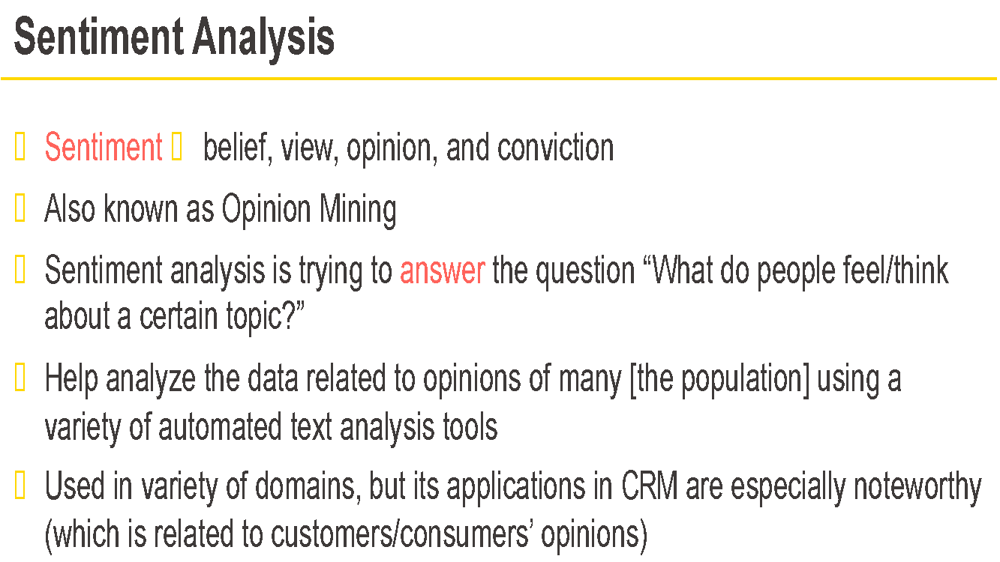 Sentiment Analysis
Sentiment belief, view, opinion, and conviction
Also known as Opinion Mining
Sentiment analysis is trying to answer the question “What do people feel/think
about a certain topic?”
Help analyze the data related to opinions of many [the population] using a
variety of automated text analysis tools
Used in variety of domains, but its applications in CRM are especially noteworthy
(which is related to customers/consumers’ opinions)